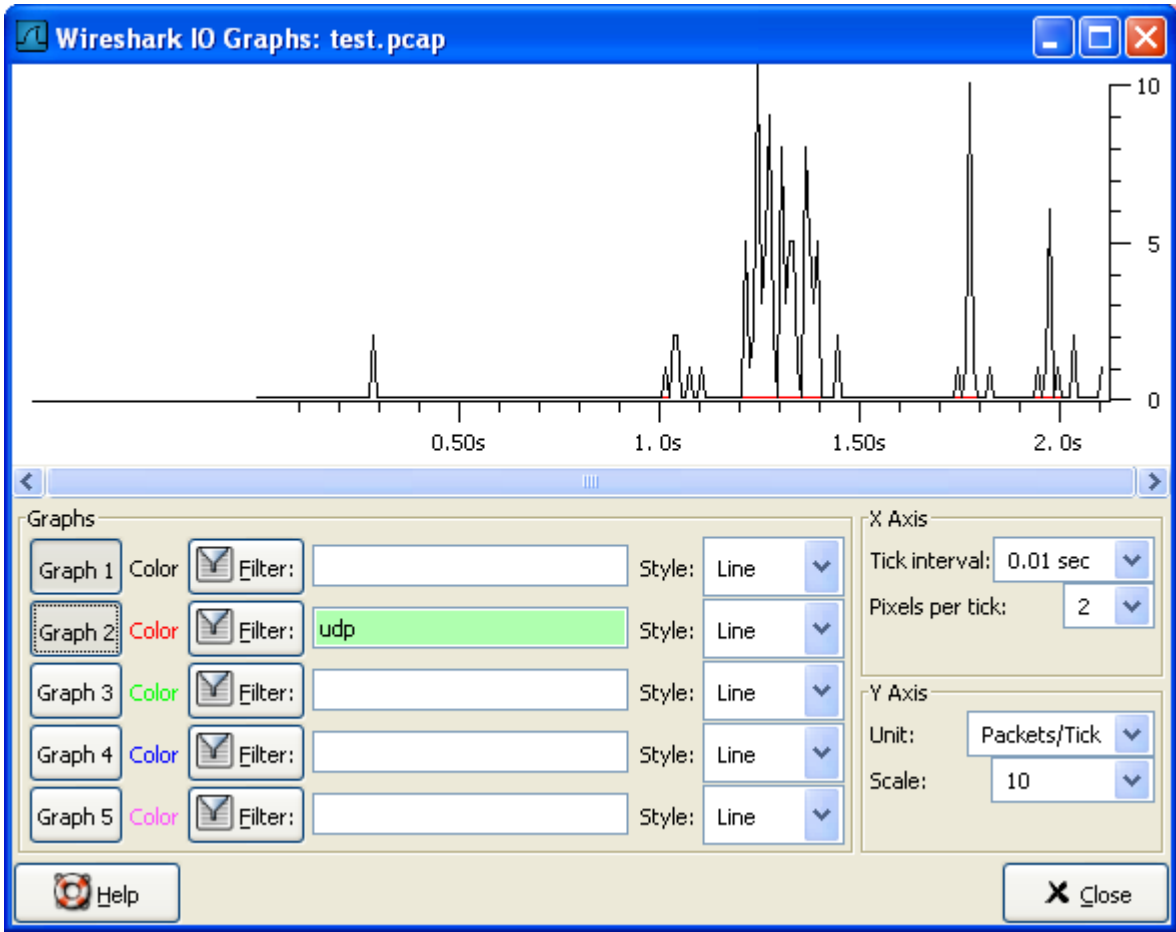 Wireshark IO Graphs: test.pcap
10
5
0
0.50s 1. 0s 1.50s 2. 0s
Graphs
Graph 1 Color Filter: Style: Line
Graph 2 Color Filter: udp Style: Line
Graph 3 Color Filter: Style: Line
Graph 4 Color Filter: Style: Line
Graph 5 Color Filter: Style: Line
X Axis
Tick interval: 0.01 sec
Pixels per tick: 2
Y Axis
Unit: Packets/Tick
Scale: 10
Help Close